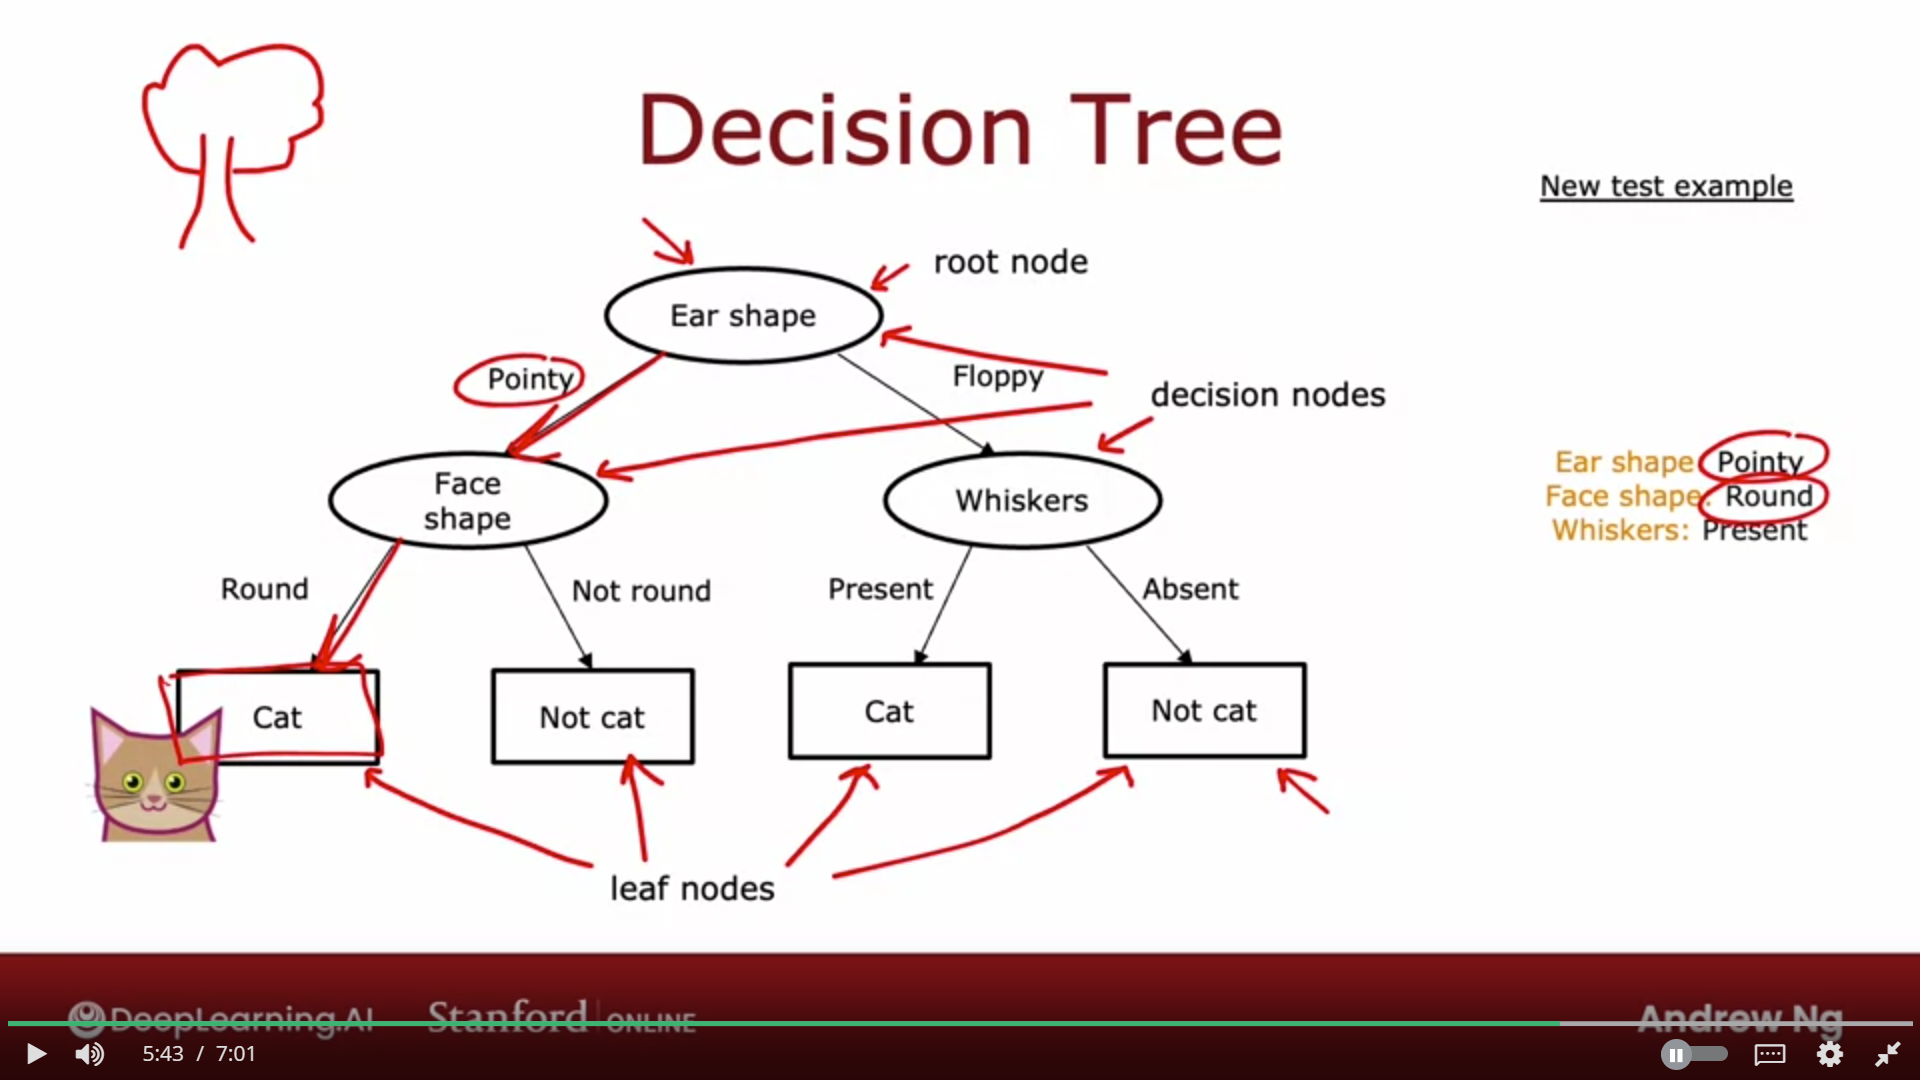 Decision Tree
New test example
root node
Ear shape
Pointy
Floppy
decision nodes
Face
shape
Whiskers
Ear shape Pointy
Face shape: Round
Whiskers: Present
Round
Not round
Present
Absent
Cat
Not cat
Cat
Not cat
leaf nodes
DeepLearning.AI
Stanford ONLINE
Andrew Ng
5:43 / 7:01